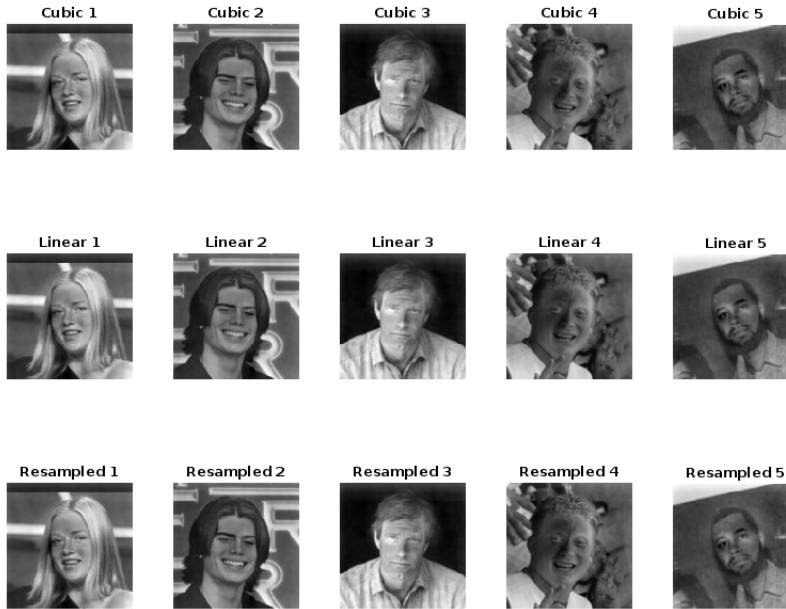 Cubic 1 Cubic 2 Cubic 3 Cubic 4 Cubic 5
Linear 1 Linear 2 Linear 3 Linear 4 Linear 5
Resampled 1 Resampled 2 Resampled 3 Resampled 4 Resampled 5